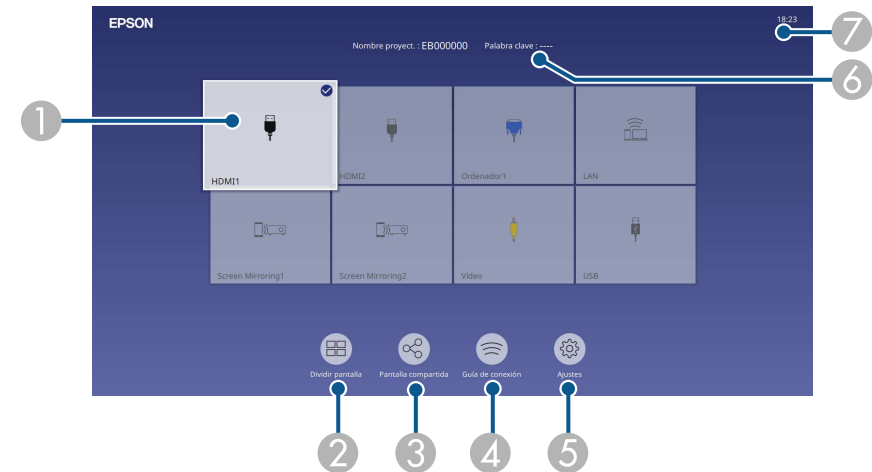 EPSON
18:23
7
Nombre proyect. : EB000000 Palabra clave : ----
6
1
HDMI1
HDMI2
Ordenador1
LAN
Screen Mirroring1
Screen Mirroring2
Vídeo
USB
Dividir pantalla
Pantalla compartida
Guía de conexión
Ajustes
2
3
4
5